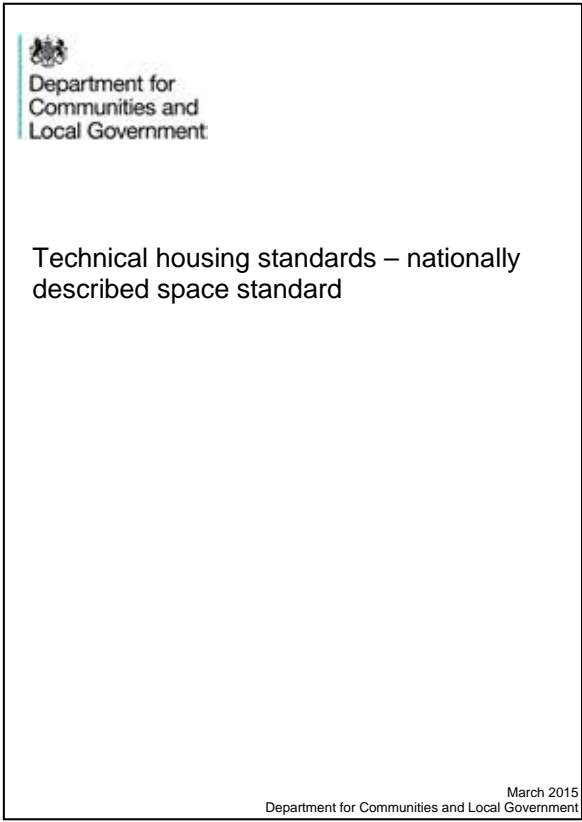 Department for
Communities and
Local Government
Technical housing standards – nationally
described space standard
March 2015
Department for Communities and Local Government